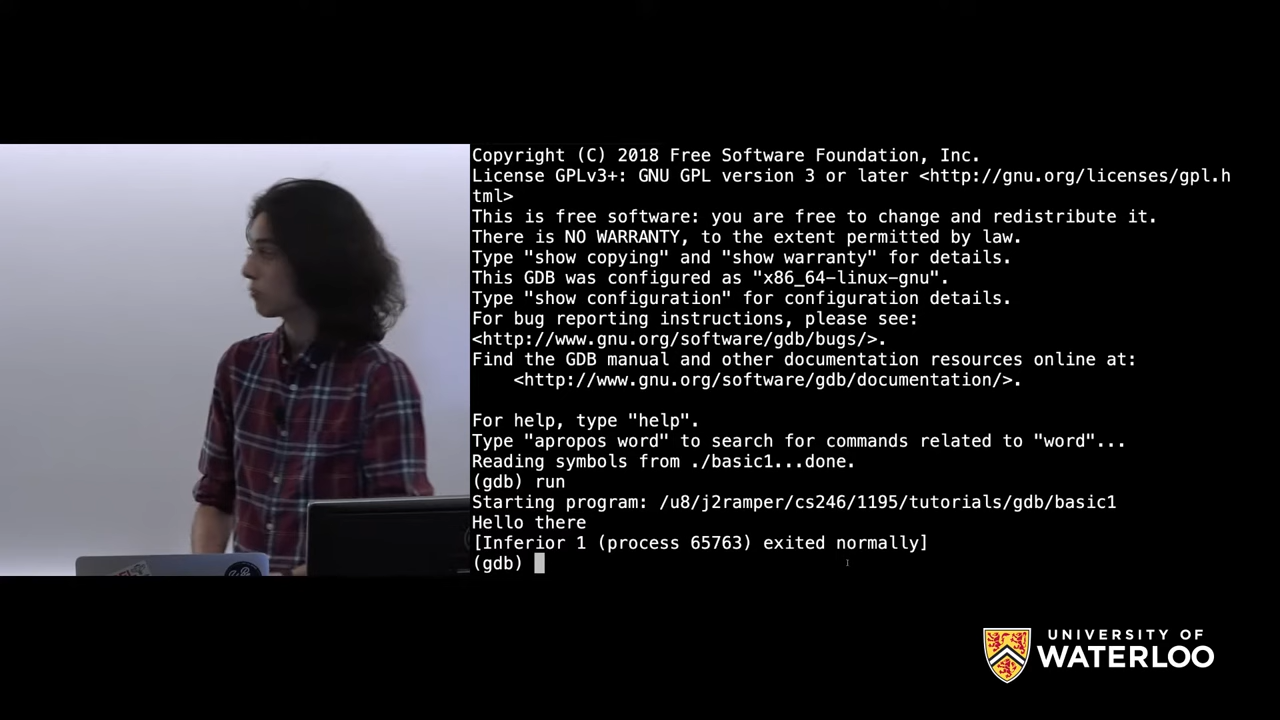 Copyright (C) 2018 Free Software Foundation, Inc.
License GPLv3+: GNU GPL version 3 or later <http://gnu.org/licenses/gpl.h
tml>
This is free software: you are free to change and redistribute it.
There is NO WARRANTY, to the extent permitted by law.
Type "show copying" and "show warranty" for details.
This GDB was configured as "x86_64-linux-gnu".
Type "show configuration" for configuration details.
For bug reporting instructions, please see:
<http://www.gnu.org/software/gdb/bugs/>.
Find the GDB manual and other documentation resources online at:
    <http://www.gnu.org/software/gdb/documentation/>.

For help, type "help".
Type "apropos word" to search for commands related to "word"...
Reading symbols from ./basic1...done.
(gdb) run
Starting program: /u8/j2ramper/cs246/1195/tutorials/gdb/basic1
Hello there
[Inferior 1 (process 65763) exited normally]
(gdb)
UNIVERSITY OF
WATERLOO